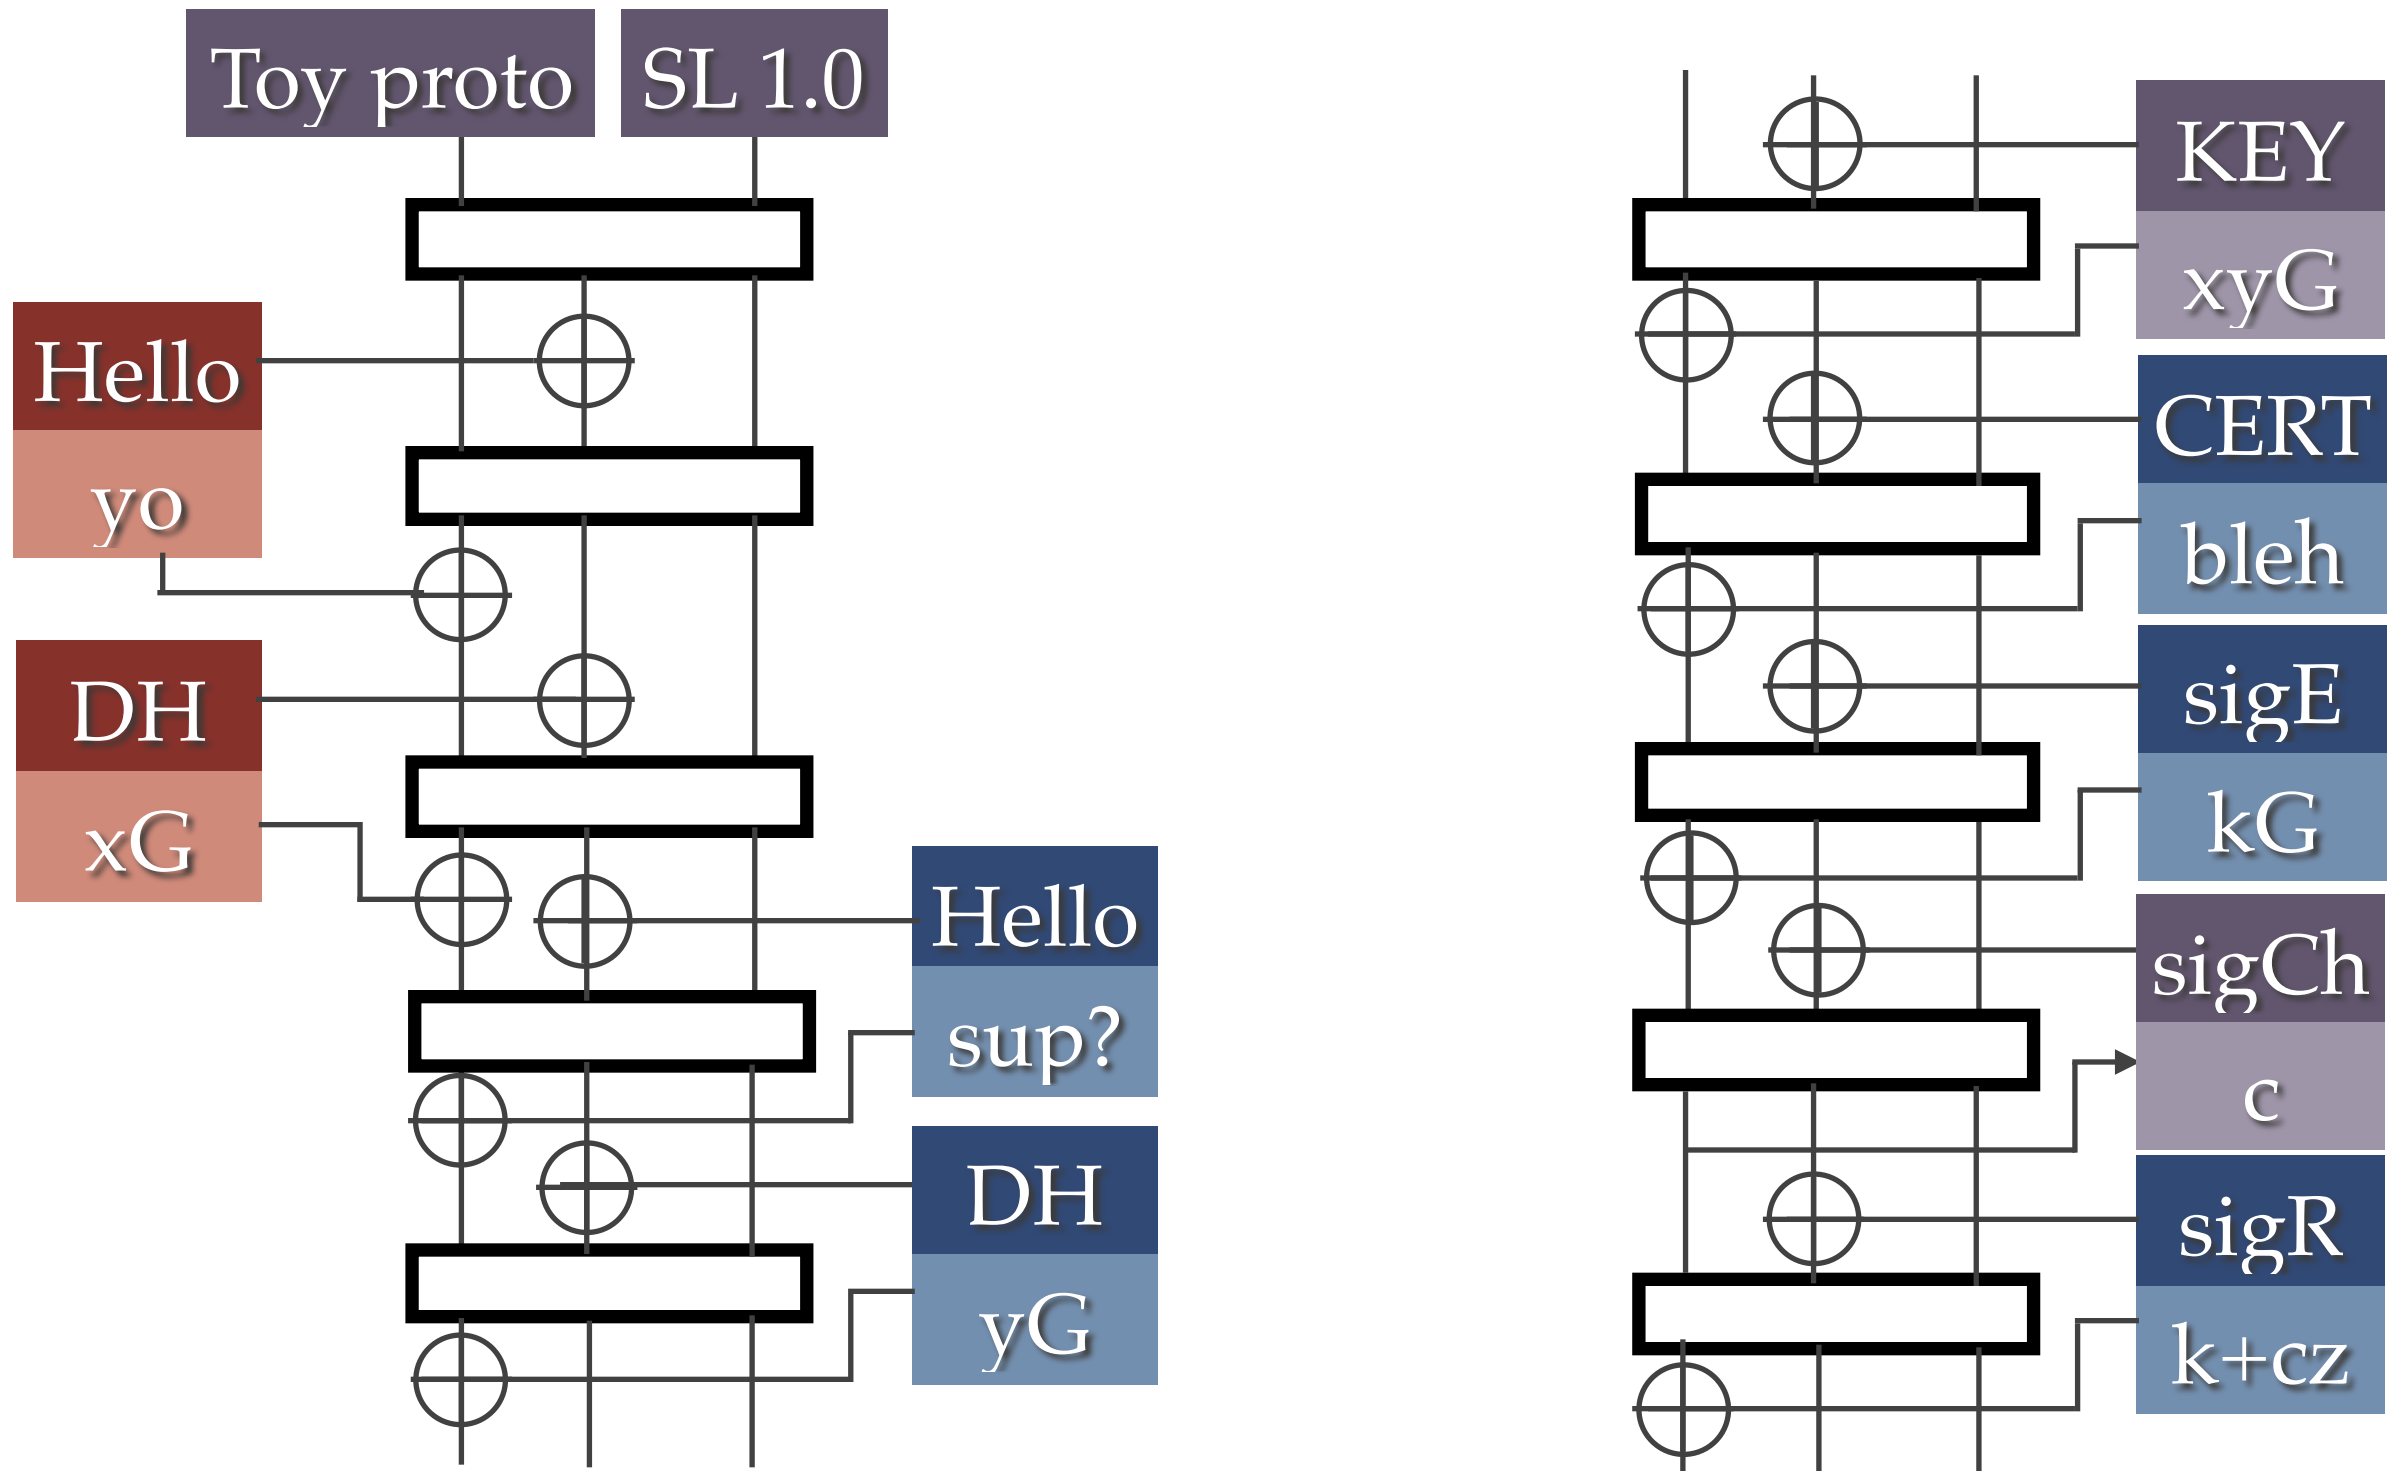 Toy proto
SL 1.0
Hello
yo
DH
xG
Hello
sup?
DH
yG
KEY
xyG
CERT
bleh
sigE
kG
sigCh
c
sigR
k+cz